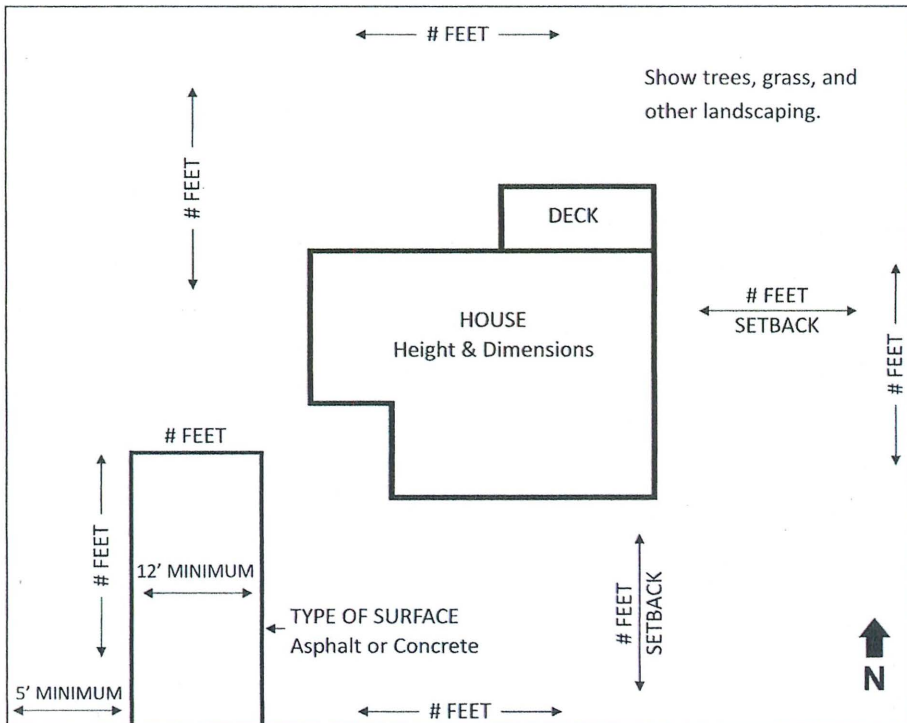 # FEET
Show trees, grass, and
other landscaping.
# FEET
DECK
HOUSE
Height & Dimensions
# FEET
SETBACK
# FEET
# FEET
# FEET
12' MINIMUM
TYPE OF SURFACE
Asphalt or Concrete
# FEET
SETBACK
N
5' MINIMUM
# FEET